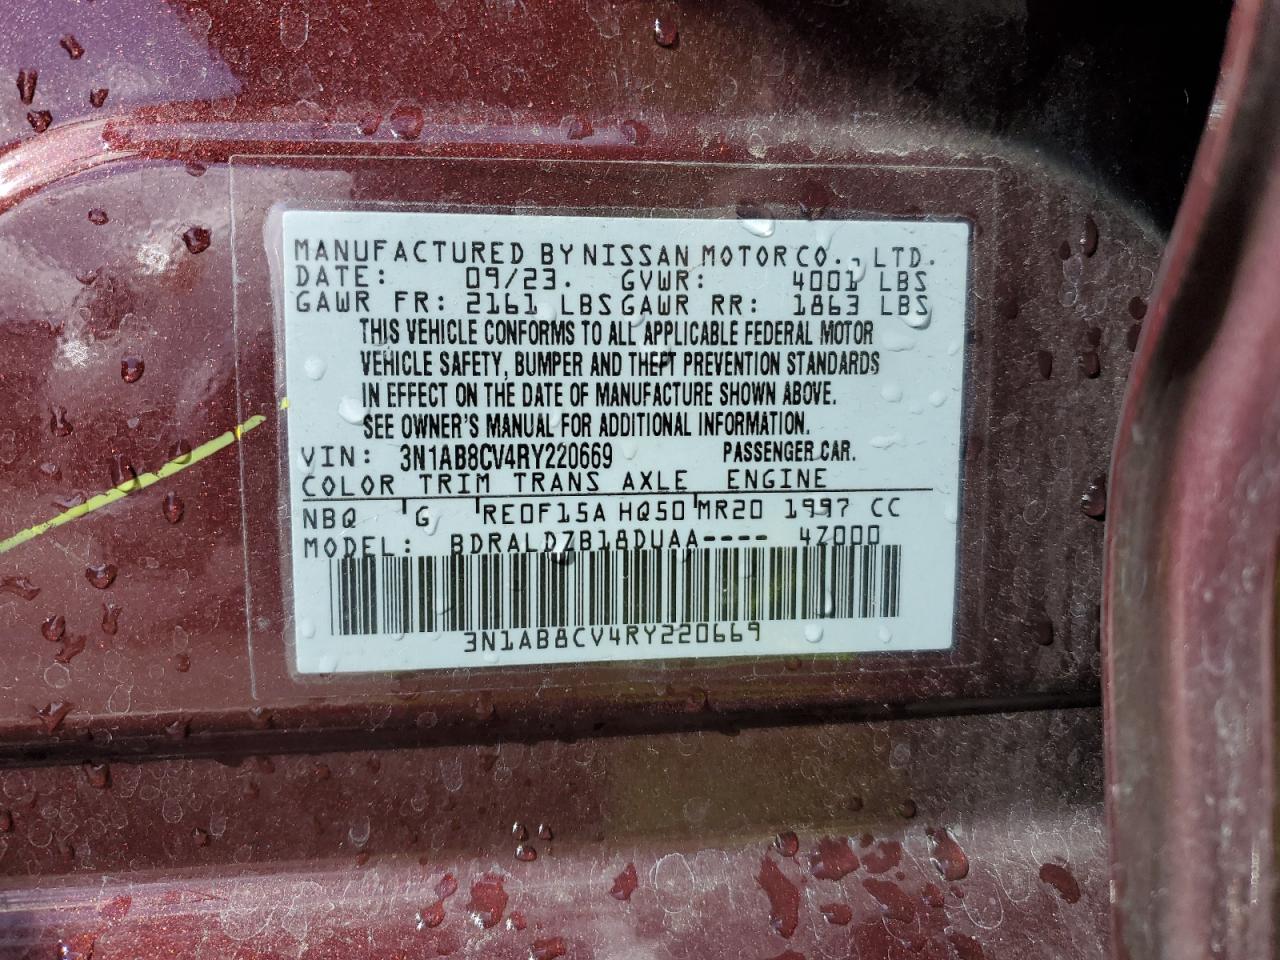 MANUFACTURED BY NISSAN MOTOR CO., LTD.
DATE: 09/23. GVWR: 4001 LBS
GAWR FR: 2161 LBS GAWR RR: 1863 LBS
THIS VEHICLE CONFORMS TO ALL APPLICABLE FEDERAL MOTOR
VEHICLE SAFETY, BUMPER AND THEFT PREVENTION STANDARDS
IN EFFECT ON THE DATE OF MANUFACTURE SHOWN ABOVE.
SEE OWNER'S MANUAL FOR ADDITIONAL INFORMATION.
VIN: 3N1AB8CV4RY220669 PASSENGER CAR.
COLOR TRIM TRANS AXLE ENGINE
NBQ G RE0F15A HQ50 MR20 1997 CC
MODEL: BDRALDZB18DUAA---- 4Z000
3N1AB8CV4RY220669